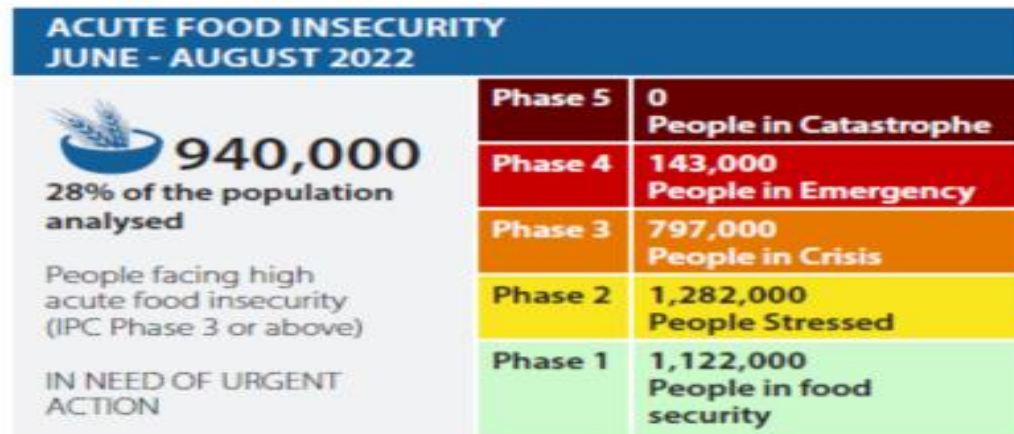 ACUTE FOOD INSECURITY
JUNE - AUGUST 2022
940,000
28% of the population
analysed
People facing high
acute food insecurity
(IPC Phase 3 or above)
IN NEED OF URGENT
ACTION
Phase 5
0
People in Catastrophe
Phase 4
143,000
People in Emergency
Phase 3
797,000
People in Crisis
Phase 2
1,282,000
People Stressed
Phase 1
1,122,000
People in food
security